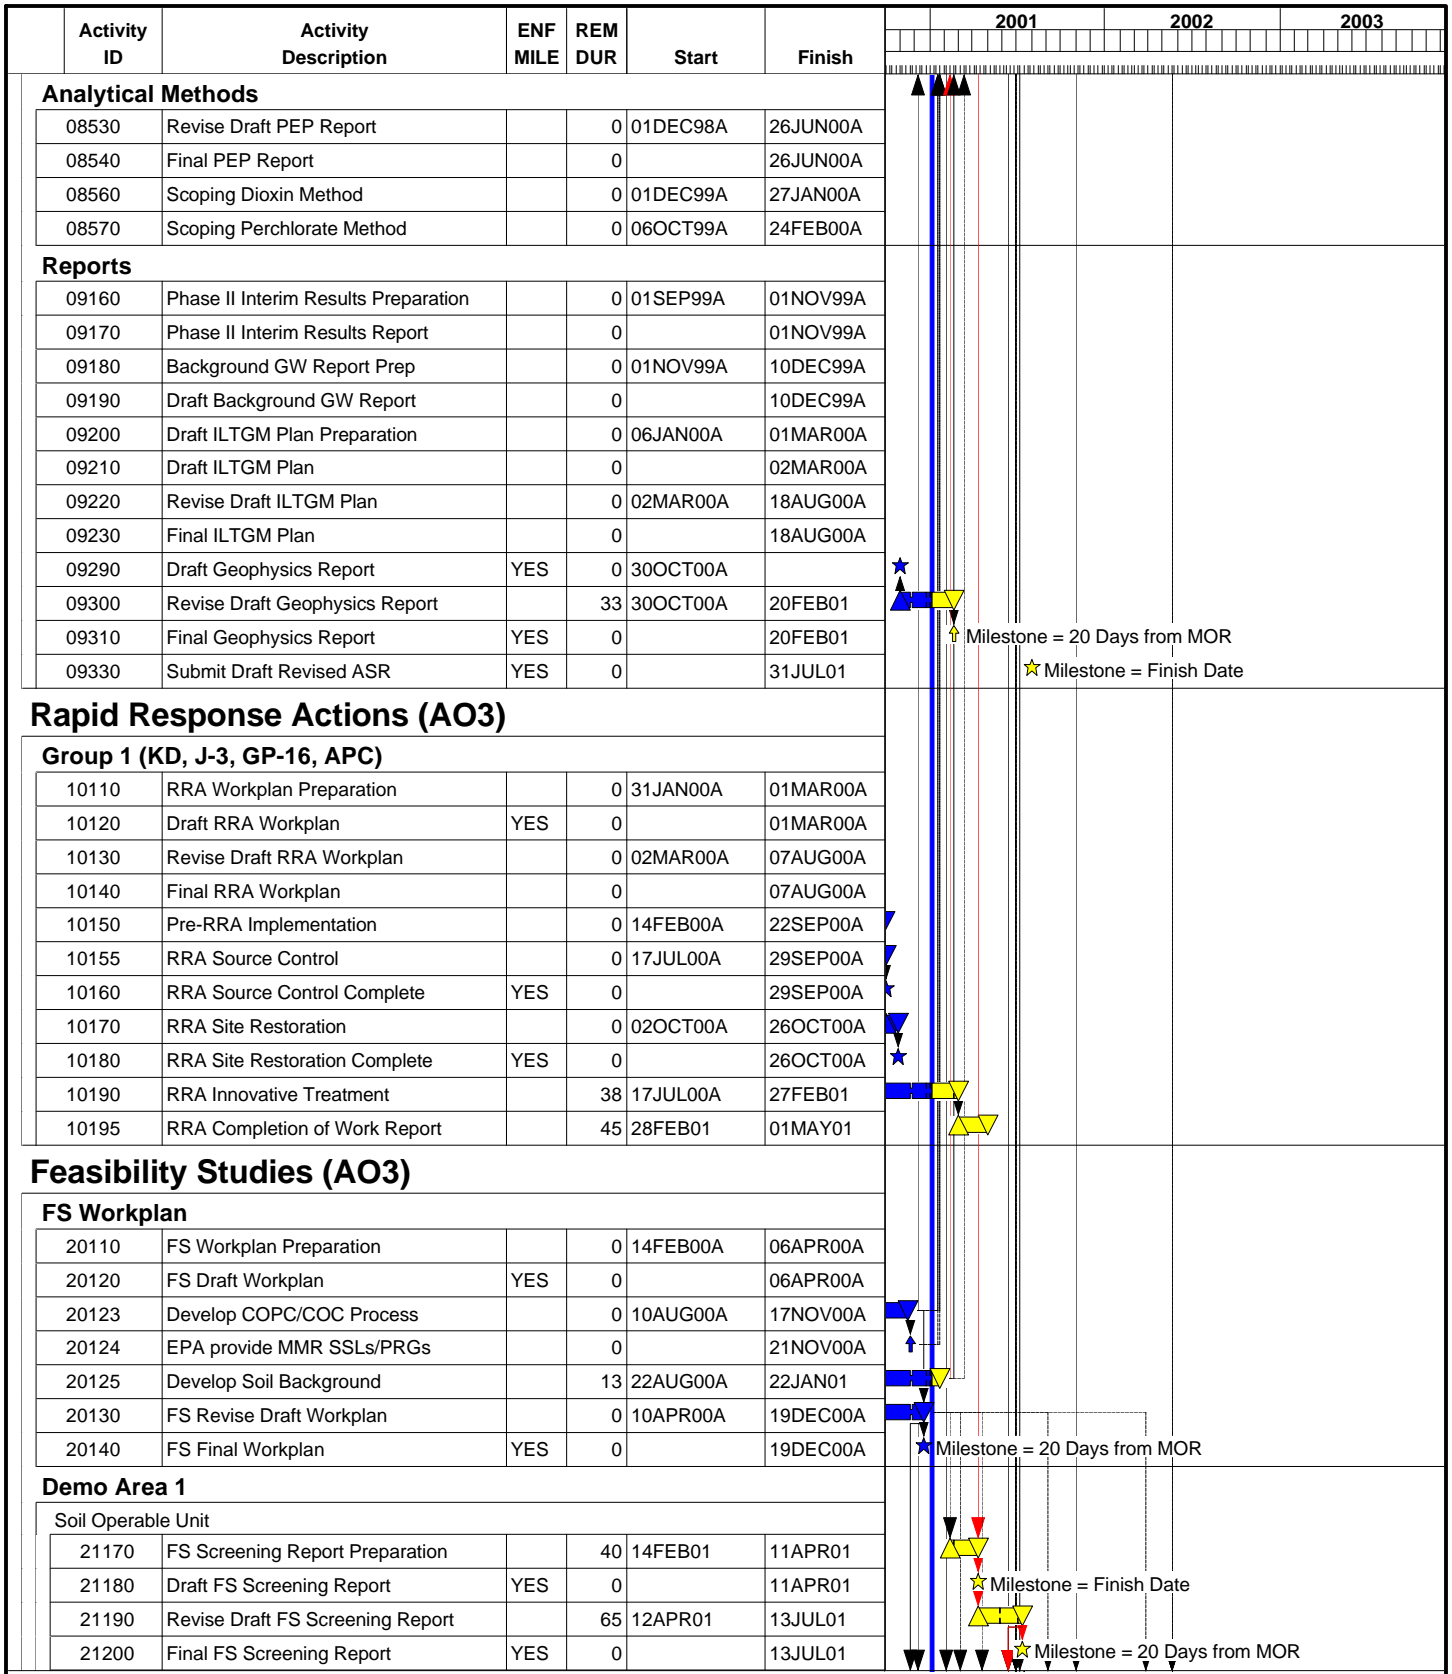 Activity ID Activity Description ENF MILE REM DUR Start Finish 2001 2002 2003
Analytical Methods
08530 Revise Draft PEP Report 0 01DEC98A 26JUN00A
08540 Final PEP Report 0 26JUN00A
08560 Scoping Dioxin Method 0 01DEC99A 27JAN00A
08570 Scoping Perchlorate Method 0 06OCT99A 24FEB00A
Reports
09160 Phase II Interim Results Preparation 0 01SEP99A 01NOV99A
09170 Phase II Interim Results Report 0 01NOV99A
09180 Background GW Report Prep 0 01NOV99A 10DEC99A
09190 Draft Background GW Report 0 10DEC99A
09200 Draft ILTGM Plan Preparation 0 06JAN00A 01MAR00A
09210 Draft ILTGM Plan 0 02MAR00A
09220 Revise Draft ILTGM Plan 0 02MAR00A 18AUG00A
09230 Final ILTGM Plan 0 18AUG00A
09290 Draft Geophysics Report YES 0 30OCT00A
09300 Revise Draft Geophysics Report 33 30OCT00A 20FEB01
09310 Final Geophysics Report YES 0 20FEB01 Milestone = 20 Days from MOR
09330 Submit Draft Revised ASR YES 0 31JUL01 Milestone = Finish Date
Rapid Response Actions (AO3)
Group 1 (KD, J-3, GP-16, APC)
10110 RRA Workplan Preparation 0 31JAN00A 01MAR00A
10120 Draft RRA Workplan YES 0 01MAR00A
10130 Revise Draft RRA Workplan 0 02MAR00A 07AUG00A
10140 Final RRA Workplan 0 07AUG00A
10150 Pre-RRA Implementation 0 14FEB00A 22SEP00A
10155 RRA Source Control 0 17JUL00A 29SEP00A
10160 RRA Source Control Complete YES 0 29SEP00A
10170 RRA Site Restoration 0 02OCT00A 26OCT00A
10180 RRA Site Restoration Complete YES 0 26OCT00A
10190 RRA Innovative Treatment 38 17JUL00A 27FEB01
10195 RRA Completion of Work Report 45 28FEB01 01MAY01
Feasibility Studies (AO3)
FS Workplan
20110 FS Workplan Preparation 0 14FEB00A 06APR00A
20120 FS Draft Workplan YES 0 06APR00A
20123 Develop COPC/COC Process 0 10AUG00A 17NOV00A
20124 EPA provide MMR SSLs/PRGs 0 21NOV00A
20125 Develop Soil Background 13 22AUG00A 22JAN01
20130 FS Revise Draft Workplan 0 10APR00A 19DEC00A
20140 FS Final Workplan YES 0 19DEC00A Milestone = 20 Days from MOR
Demo Area 1
Soil Operable Unit
21170 FS Screening Report Preparation 40 14FEB01 11APR01
21180 Draft FS Screening Report YES 0 11APR01 Milestone = Finish Date
21190 Revise Draft FS Screening Report 65 12APR01 13JUL01
21200 Final FS Screening Report YES 0 13JUL01 Milestone = 20 Days from MOR